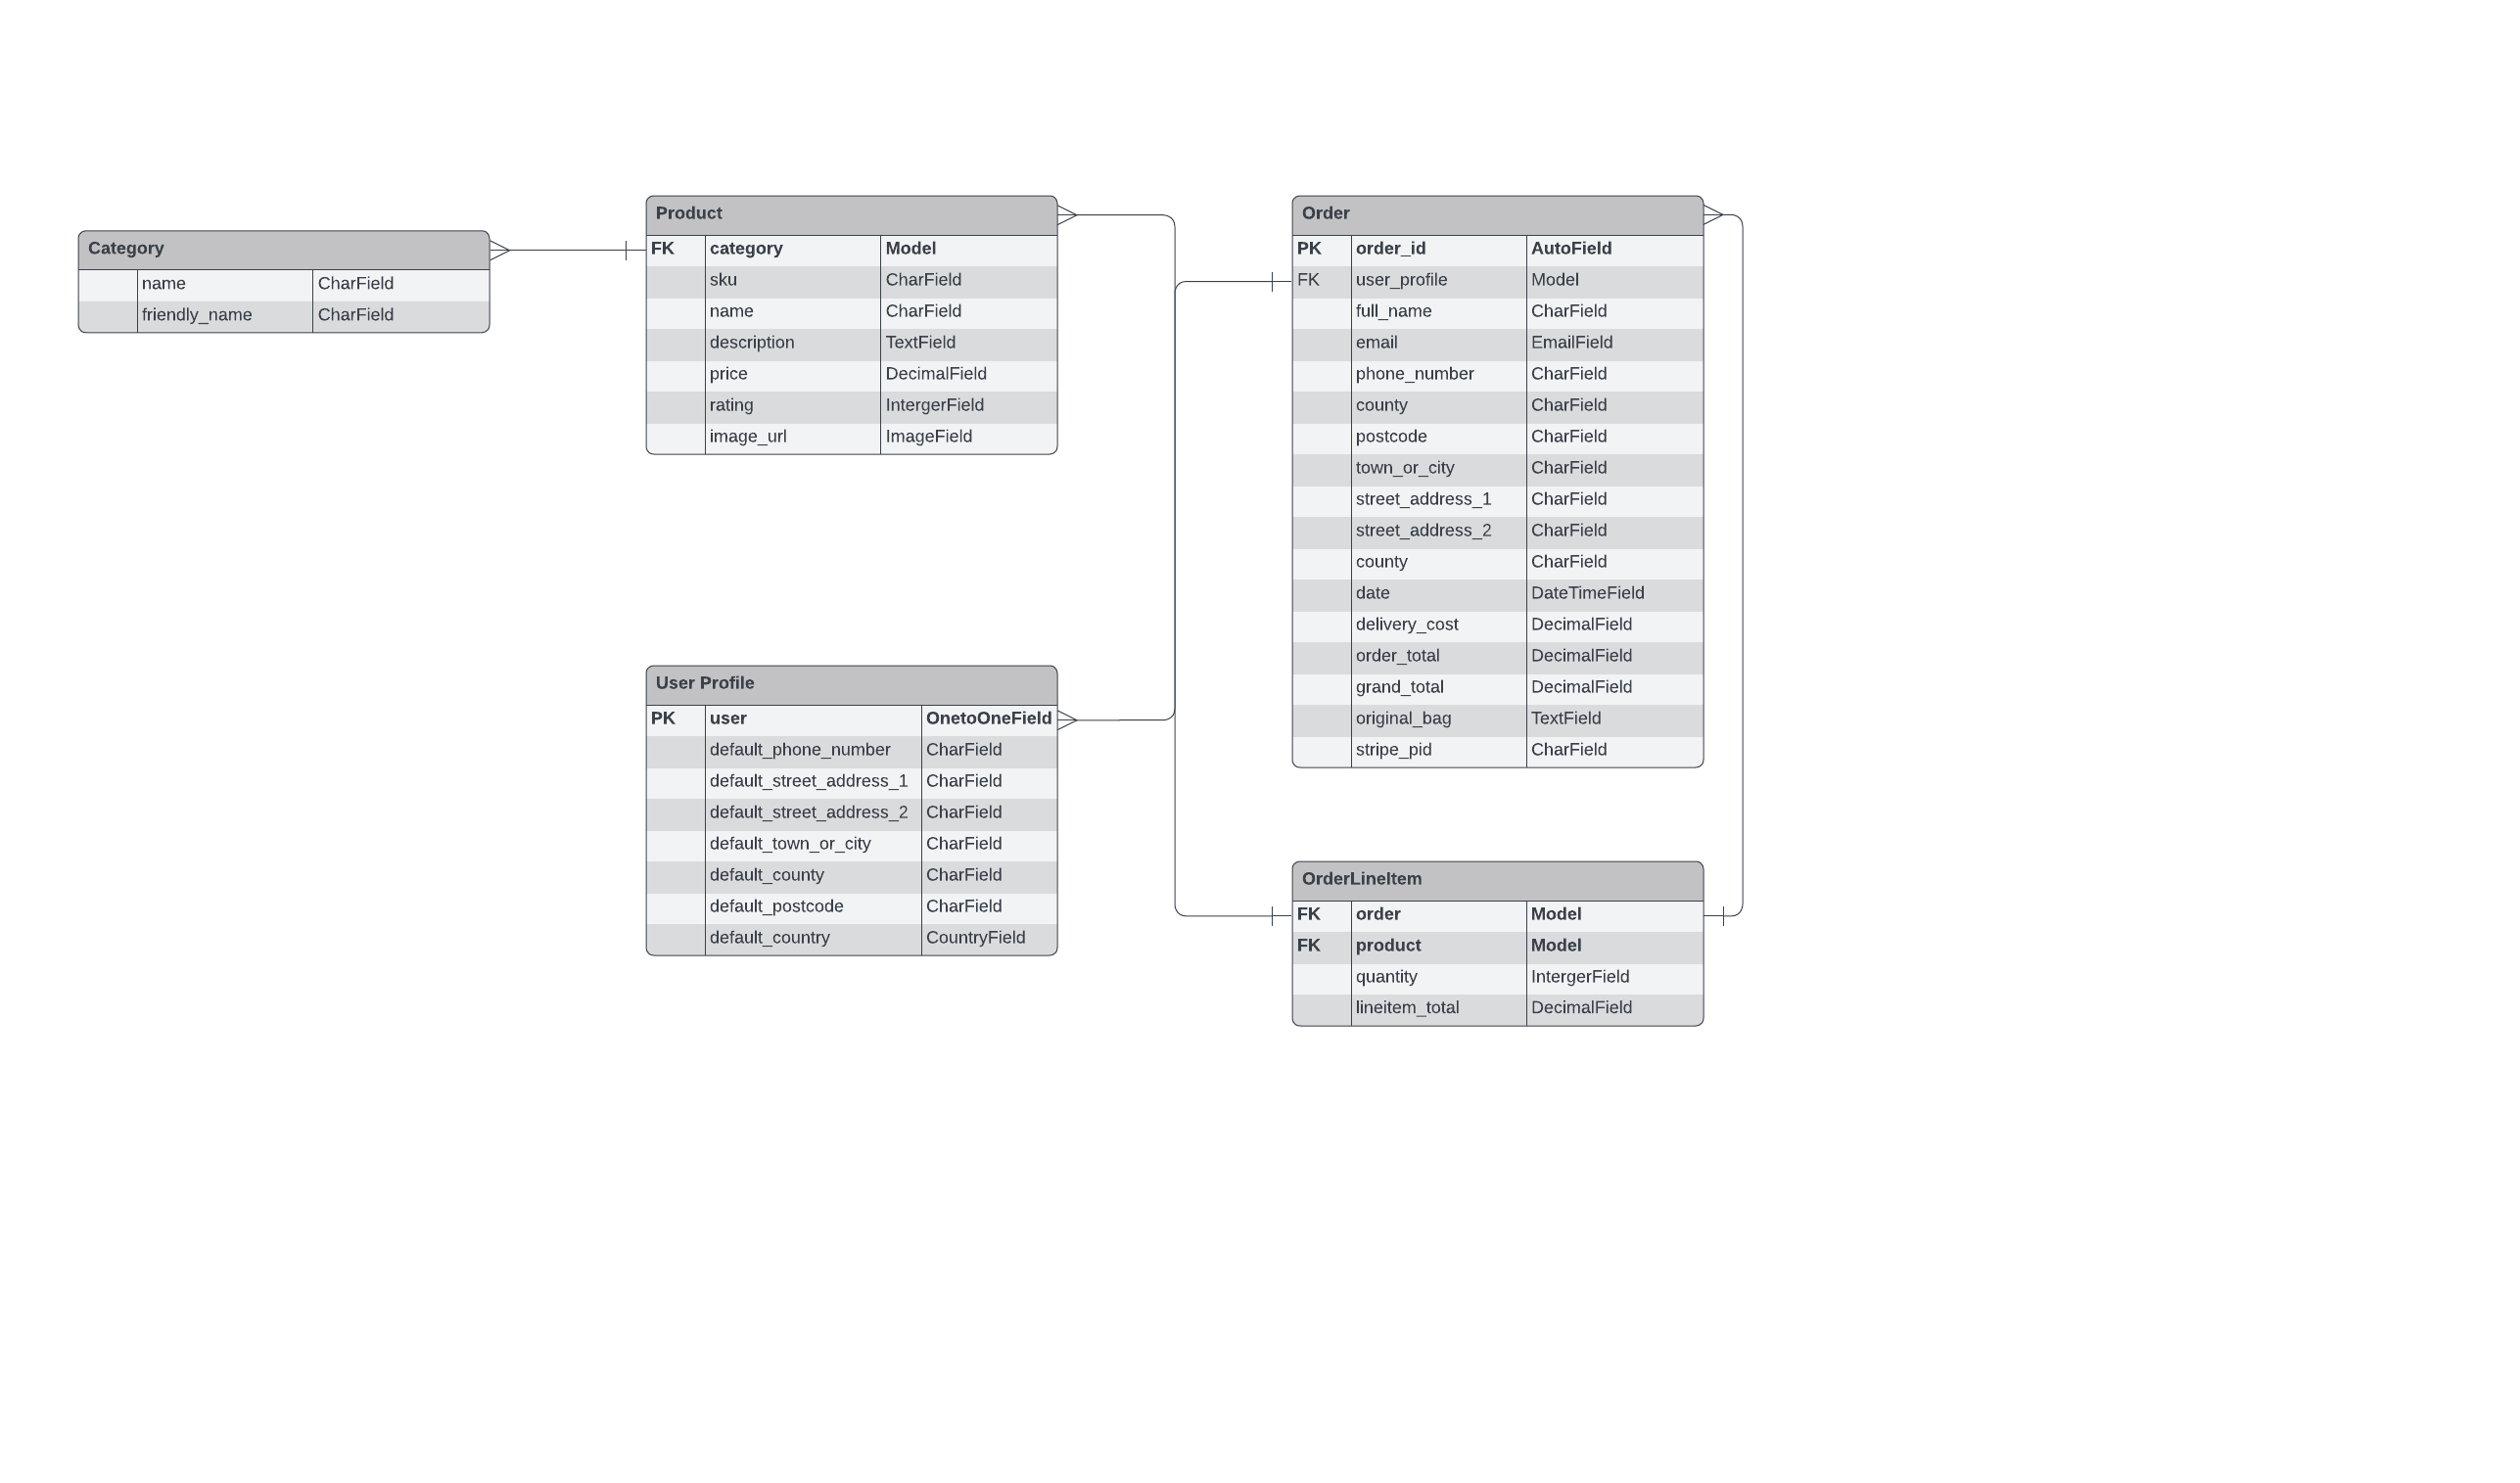 Category
name CharField
friendly_name CharField
Product
FK category Model
sku CharField
name CharField
description TextField
price DecimalField
rating IntergerField
image_url ImageField
User Profile
PK user OnetoOneField
default_phone_number CharField
default_street_address_1 CharField
default_street_address_2 CharField
default_town_or_city CharField
default_county CharField
default_postcode CharField
default_country CountryField
Order
PK order_id AutoField
FK user_profile Model
full_name CharField
email EmailField
phone_number CharField
county CharField
postcode CharField
town_or_city CharField
street_address_1 CharField
street_address_2 CharField
county CharField
date DateTimeField
delivery_cost DecimalField
order_total DecimalField
grand_total DecimalField
original_bag TextField
stripe_pid CharField
OrderLineItem
FK order Model
FK product Model
quantity IntergerField
lineitem_total DecimalField